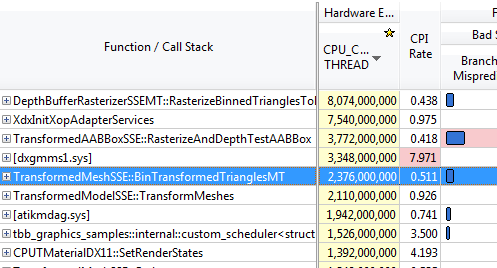 Hardware E... F
Function / Call Stack CPU_C... THREAD CPI Rate Bad S
Branch Mispred
DepthBufferRasterizerSSEMT::RasterizeBinnedTrianglesTo 8,074,000,000 0.438
XdxInitXopAdapterServices 7,540,000,000 0.975
TransformedAABBoxSSE::RasterizeAndDepthTestAABBox 3,772,000,000 0.418
[dxgmms1.sys] 3,348,000,000 7.971
TransformedMeshSSE::BinTransformedTrianglesMT 2,376,000,000 0.511
TransformedModelSSE::TransformMeshes 2,110,000,000 0.926
[atikmdag.sys] 1,942,000,000 0.741
tbb_graphics_samples::internal::custom_scheduler<struct 1,526,000,000 3.500
CPUTMaterialDX11::SetRenderStates 1,392,000,000 4.193